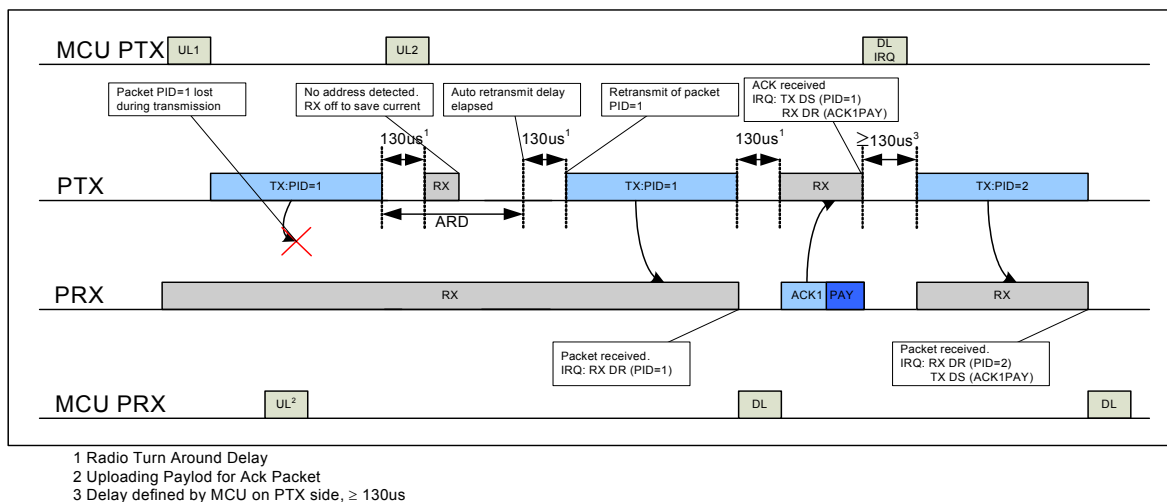 MCU PTX
UL1
UL2
DL
IRQ
Packet PID=1 lost
during transmission
No address detected.
RX off to save current
Auto retransmit delay
elapsed
Retransmit of packet
PID=1
ACK received
IRQ: TX DS (PID=1)
RX DR (ACK1PAY)
130us1
130us1
130us1
≥130us3
PTX
TX:PID=1
RX
TX:PID=1
RX
TX:PID=2
ARD
PRX
RX
ACK1 PAY
RX
Packet received.
IRQ: RX DR (PID=1)
Packet received.
IRQ: RX DR (PID=2)
TX DS (ACK1PAY)
MCU PRX
UL2
DL
DL
1 Radio Turn Around Delay
2 Uploading Paylod for Ack Packet
3 Delay defined by MCU on PTX side, ≥ 130us